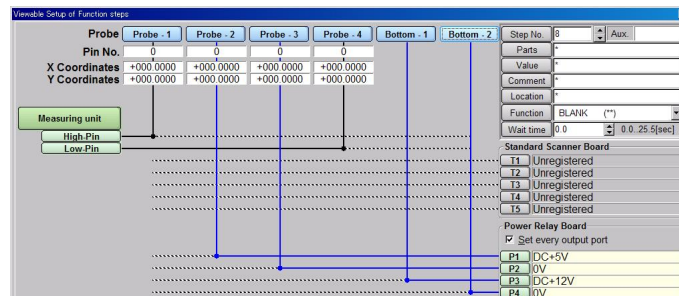 Viewable Setup of Function steps
Probe Probe - 1 Probe - 2 Probe - 3 Probe - 4 Bottom - 1 Bottom - 2 Step No. 8 Aux.
Pin No. 0 0 0 0 Parts *
X Coordinates +000.0000 +000.0000 +000.0000 +000.0000 Value *
Y Coordinates +000.0000 +000.0000 +000.0000 +000.0000 Comment *
Location *
Measuring unit Function BLANK (**)
High-Pin Wait time 0.0 0.0..25.5[sec]
Low-Pin Standard Scanner Board
T1 Unregistered
T2 Unregistered
T3 Unregistered
T4 Unregistered
T5 Unregistered
Power Relay Board
Set every output port
P1 DC+5V
P2 0V
P3 DC+12V
P4 0V